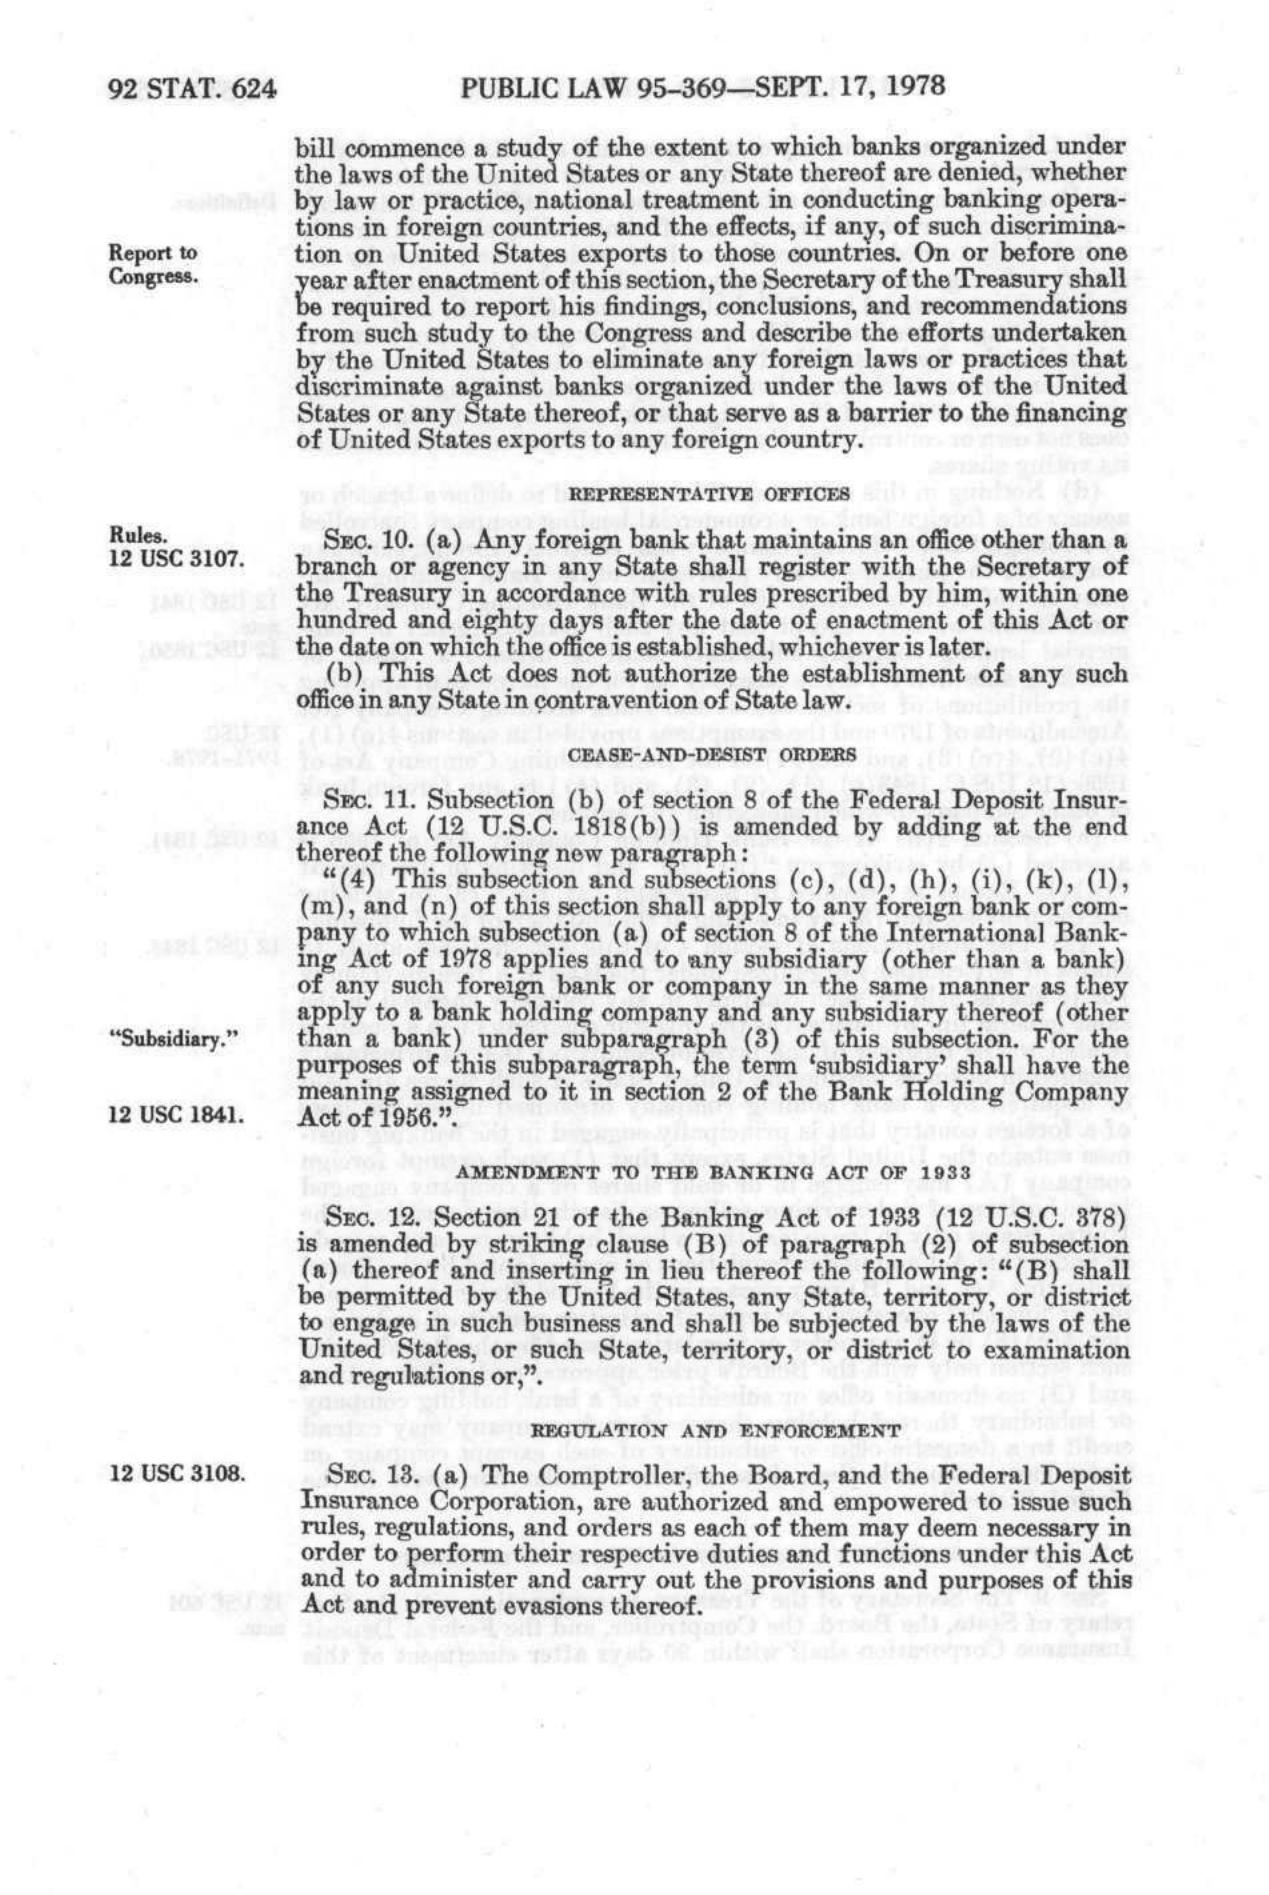 92 STAT. 624
PUBLIC LAW 95-369—SEPT. 17, 1978
bill commence a study of the extent to which banks organized under
the laws of the United States or any State thereof are denied, whether
by law or practice, national treatment in conducting banking opera-
tions in foreign countries, and the effects, if any, of such discrimina-
Report to
Congress.
tion on United States exports to those countries. On or before one
year after enactment of this section, the Secretary of the Treasury shall
be required to report his findings, conclusions, and recommendations
from such study to the Congress and describe the efforts undertaken
by the United States to eliminate any foreign laws or practices that
discriminate against banks organized under the laws of the United
States or any State thereof, or that serve as a barrier to the financing
of United States exports to any foreign country.
REPRESENTATIVE OFFICES
Rules.
12 USC 3107.
SEC. 10. (a) Any foreign bank that maintains an office other than a
branch or agency in any State shall register with the Secretary of
the Treasury in accordance with rules prescribed by him, within one
hundred and eighty days after the date of enactment of this Act or
the date on which the office is established, whichever is later.
(b) This Act does not authorize the establishment of any such
office in any State in contravention of State law.
CEASE-AND-DESIST ORDERS
SEC. 11. Subsection (b) of section 8 of the Federal Deposit Insur-
ance Act (12 U.S.C. 1818(b)) is amended by adding at the end
thereof the following new paragraph:
"(4) This subsection and subsections (c), (d), (h), (i), (k), (l),
(m), and (n) of this section shall apply to any foreign bank or com-
pany to which subsection (a) of section 8 of the International Bank-
ing Act of 1978 applies and to any subsidiary (other than a bank)
of any such foreign bank or company in the same manner as they
apply to a bank holding company and any subsidiary thereof (other
"Subsidiary."
than a bank) under subparagraph (3) of this subsection. For the
purposes of this subparagraph, the term 'subsidiary' shall have the
meaning assigned to it in section 2 of the Bank Holding Company
12 USC 1841.
Act of 1956.".
AMENDMENT TO THE BANKING ACT OF 1933
SEC. 12. Section 21 of the Banking Act of 1933 (12 U.S.C. 378)
is amended by striking clause (B) of paragraph (2) of subsection
(a) thereof and inserting in lieu thereof the following: "(B) shall
be permitted by the United States, any State, territory, or district
to engage in such business and shall be subjected by the laws of the
United States, or such State, territory, or district to examination
and regulations or,".
REGULATION AND ENFORCEMENT
12 USC 3108.
SEC. 13. (a) The Comptroller, the Board, and the Federal Deposit
Insurance Corporation, are authorized and empowered to issue such
rules, regulations, and orders as each of them may deem necessary in
order to perform their respective duties and functions under this Act
and to administer and carry out the provisions and purposes of this
Act and prevent evasions thereof.